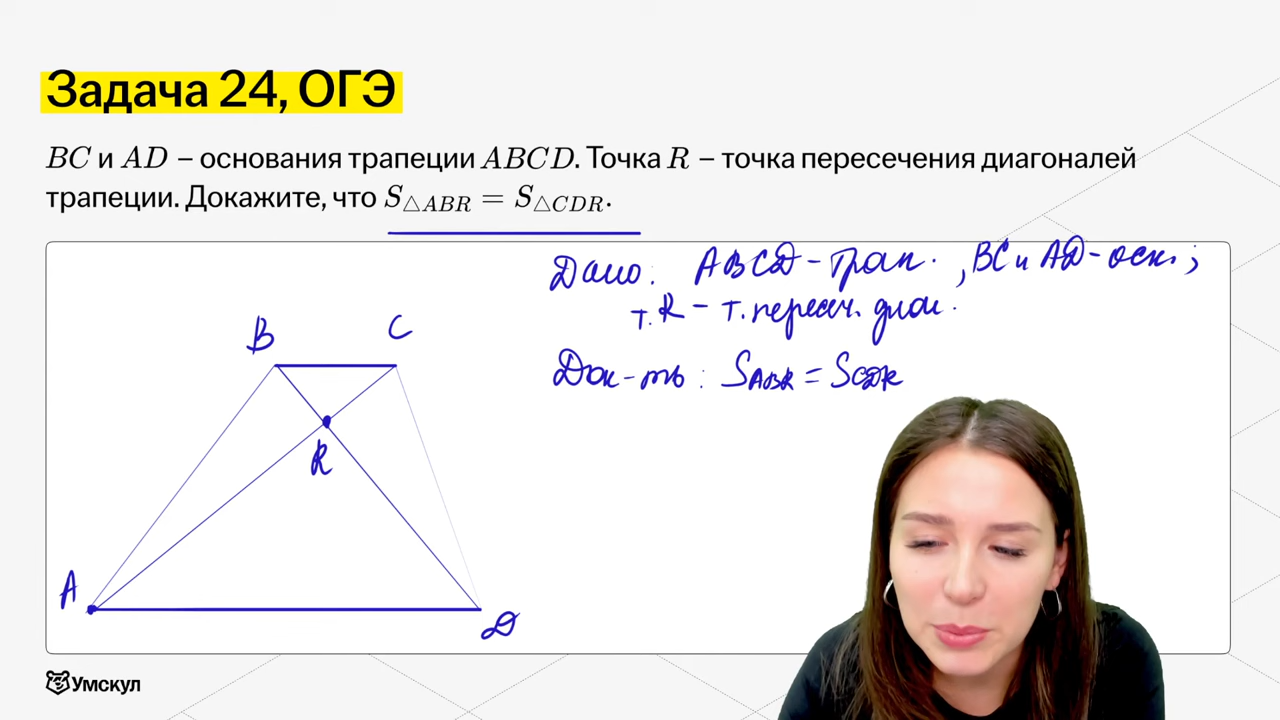 Задача 24, ОГЭ
BC и AD – основания трапеции ABCD. Точка R – точка пересечения диагоналей
трапеции. Докажите, что S△ABR = S△CDR.
Дано: ABCD – трап., BC и AD – осн.;
т. R – т. пересеч. диаг.
Док-ть: SABR = SCDR
B
C
R
A
D
Умскул